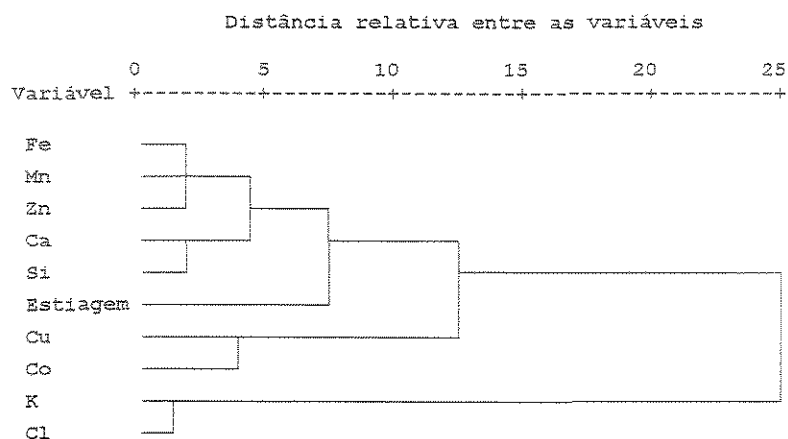 Distância relativa entre as variáveis
0 5 10 15 20 25
Variável +---------+---------+---------+---------+---------+
Fe
Mn
Zn
Ca
Si
Estiagem
Cu
Co
K
Cl